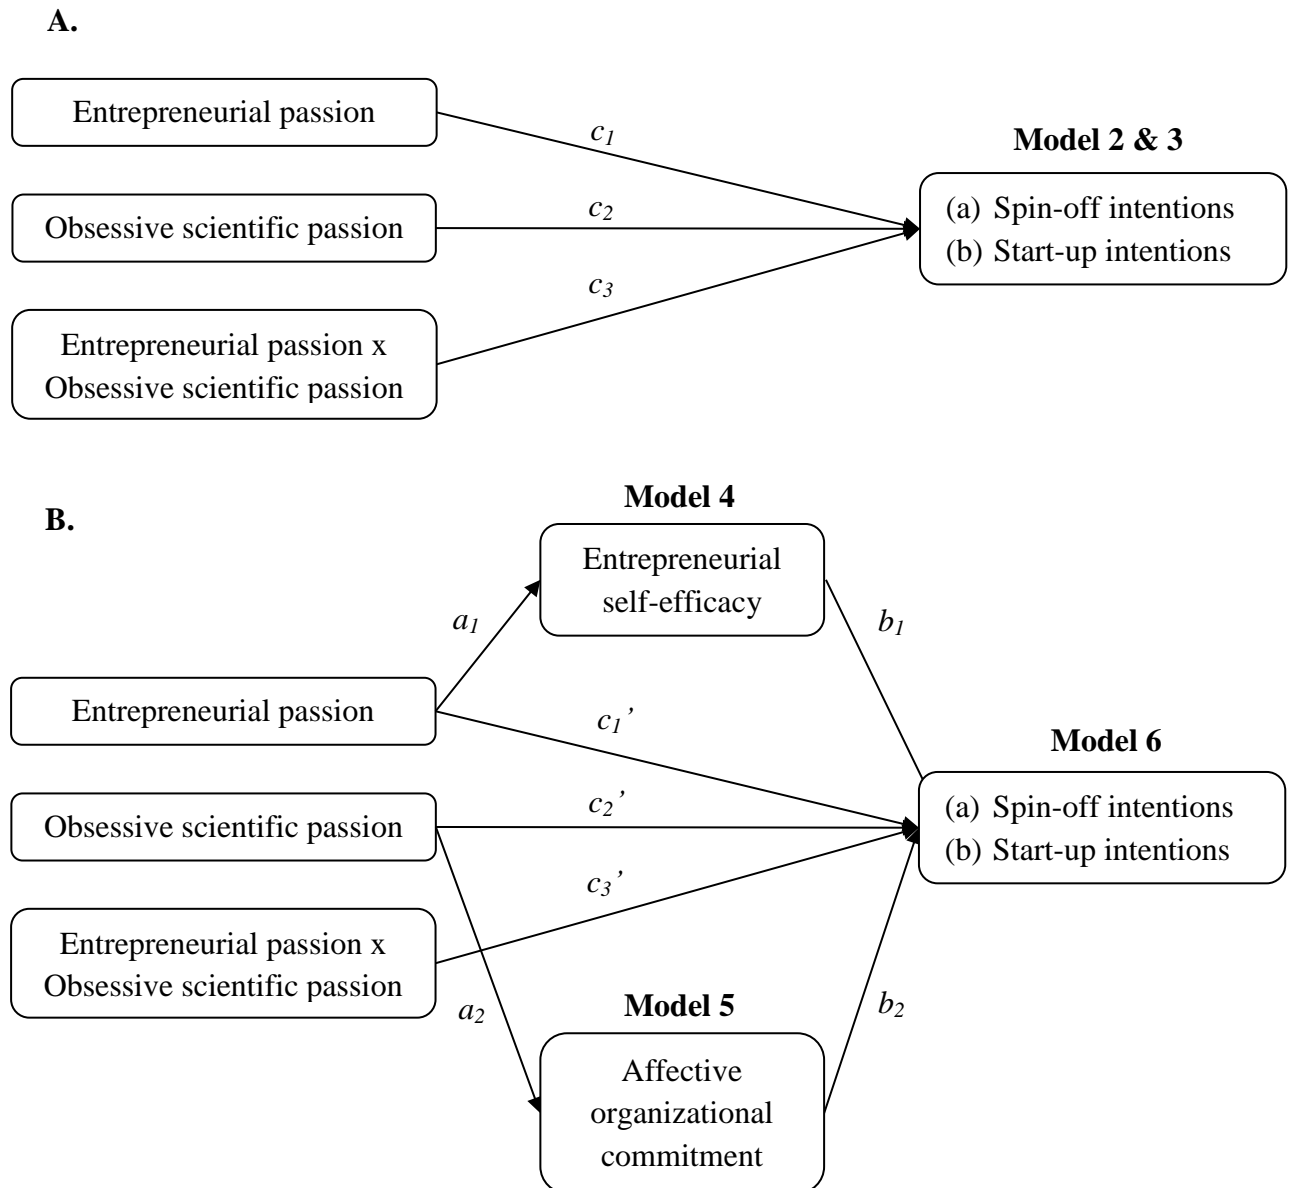 A.
Entrepreneurial passion
c1
Model 2 & 3
Obsessive scientific passion
c2
(a) Spin-off intentions
(b) Start-up intentions
c3
Entrepreneurial passion x
Obsessive scientific passion
B.
Model 4
Entrepreneurial
self-efficacy
a1
b1
Entrepreneurial passion
c1’
Model 6
Obsessive scientific passion
c2’
(a) Spin-off intentions
(b) Start-up intentions
c3’
Entrepreneurial passion x
Obsessive scientific passion
a2
Model 5
b2
Affective
organizational
commitment